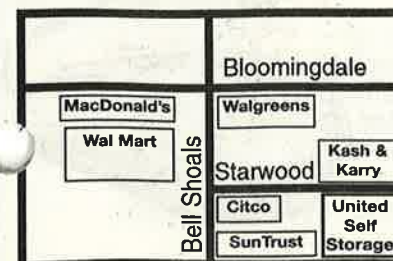 Bloomingdale
MacDonald's
Walgreens
Wal Mart
Bell Shoals
Starwood
Kash &
Karry
Citco
United
Self
Storage
SunTrust